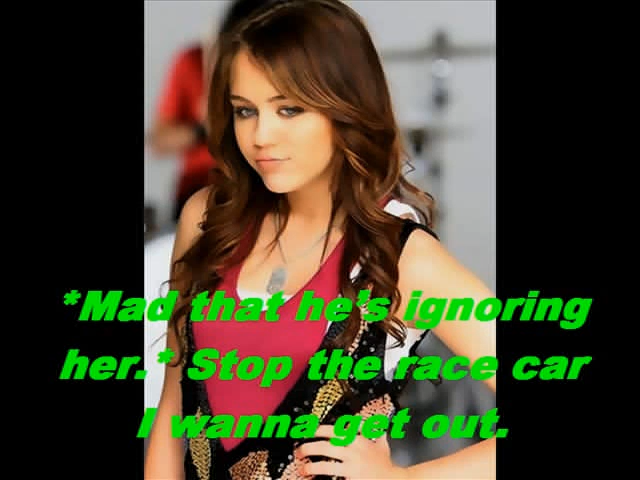 *Mad that he's ignoring
her.* Stop the race car
I wanna get out.